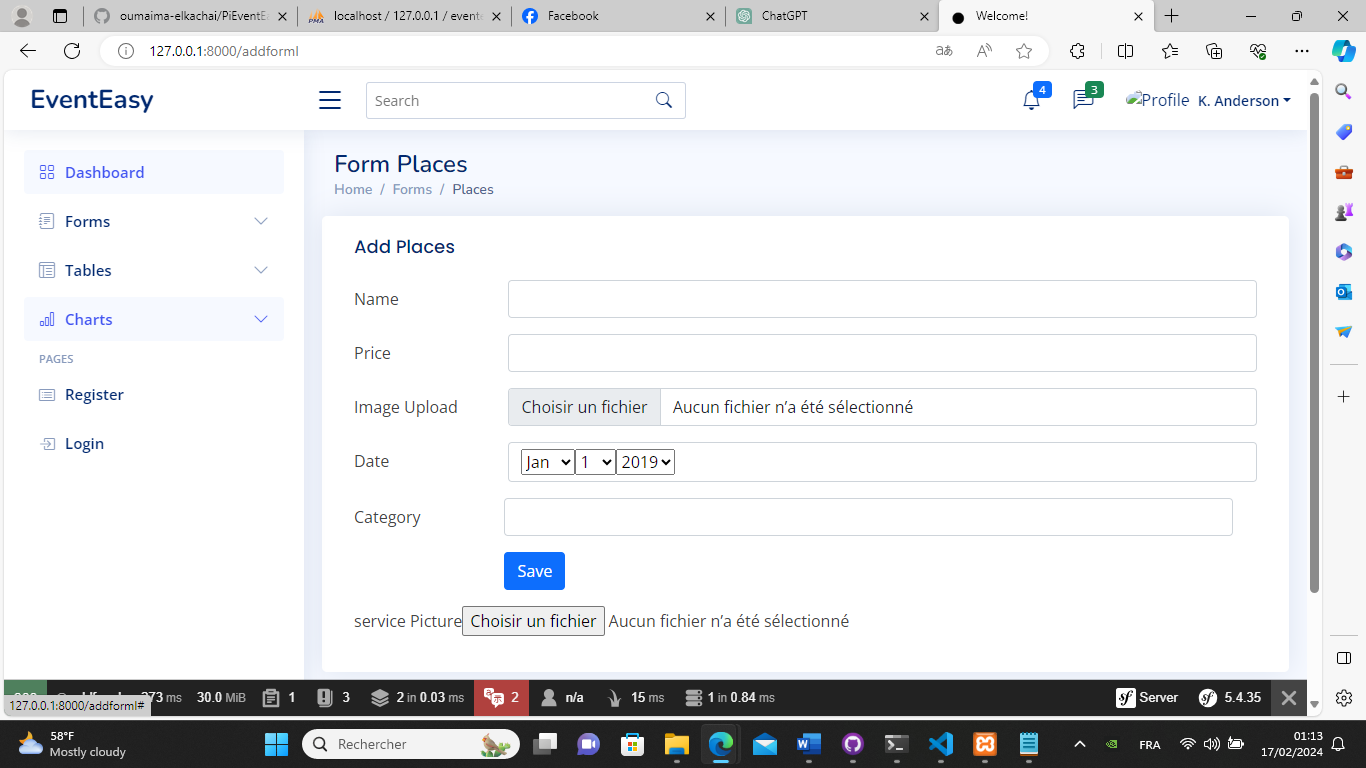 oumaima-elkachai/PiEventEa
localhost / 127.0.0.1 / evente
Facebook
ChatGPT
Welcome!
127.0.0.1:8000/addforml
EventEasy
Search
4
3
Profile K. Anderson
Dashboard
Forms
Tables
Charts
PAGES
Register
Login
Form Places
Home / Forms / Places
Add Places
Name
Price
Image Upload
Choisir un fichier Aucun fichier n'a été sélectionné
Date
Jan 1 2019
Category
Save
service Picture Choisir un fichier Aucun fichier n'a été sélectionné
273 ms 30.0 MiB 1 3 2 in 0.03 ms 2 n/a 15 ms 1 in 0.84 ms sf Server sf 5.4.35
127.0.0.1:8000/addforml#
58°F
Mostly cloudy
Rechercher
FRA
01:13
17/02/2024